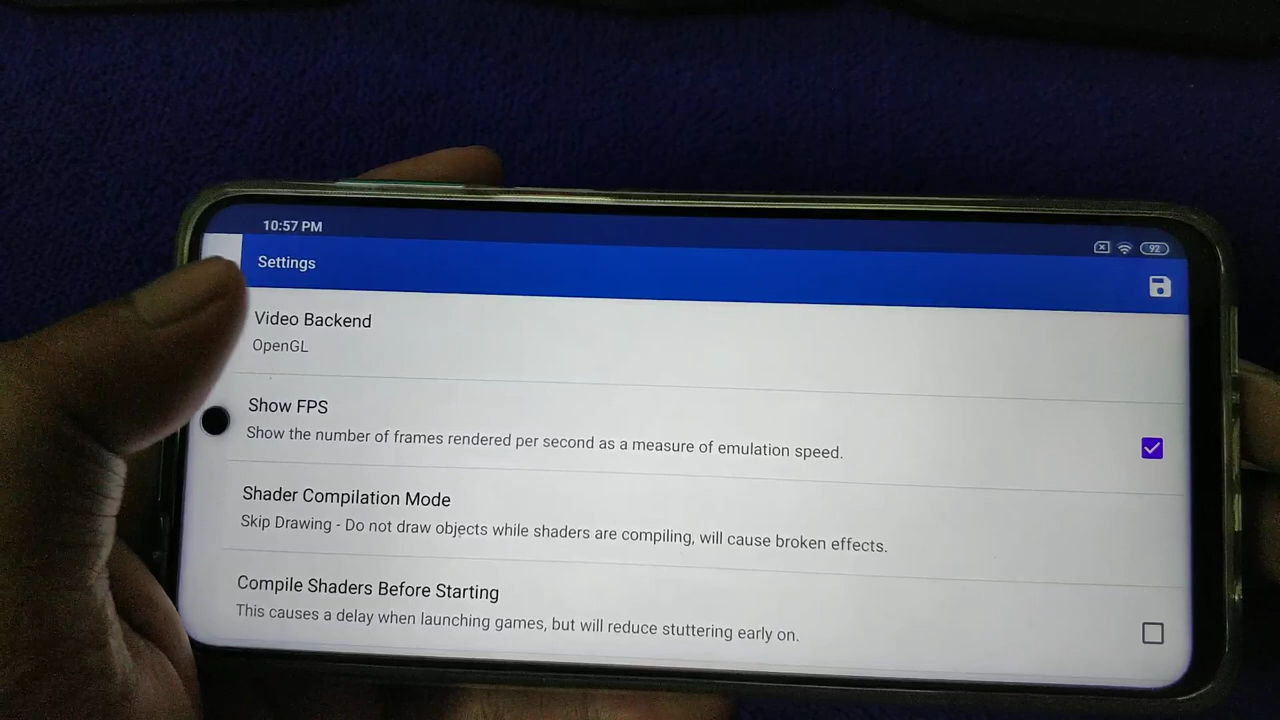 10:57 PM
92
Settings
Video Backend
OpenGL
Show FPS
Show the number of frames rendered per second as a measure of emulation speed.
Shader Compilation Mode
Skip Drawing - Do not draw objects while shaders are compiling, will cause broken effects.
Compile Shaders Before Starting
This causes a delay when launching games, but will reduce stuttering early on.